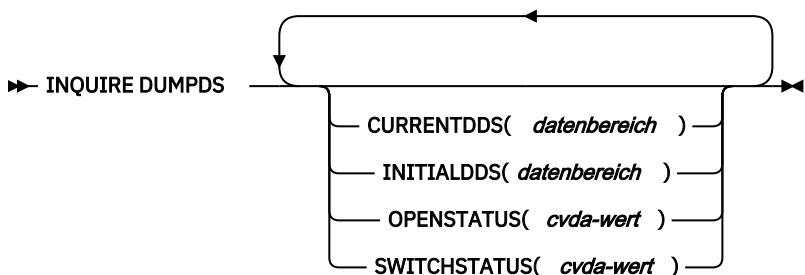 INQUIRE DUMPDS
CURRENTDDS( datenbereich )
INITIALDDS( datenbereich )
OPENSTATUS( cvda-wert )
SWITCHSTATUS( cvda-wert )